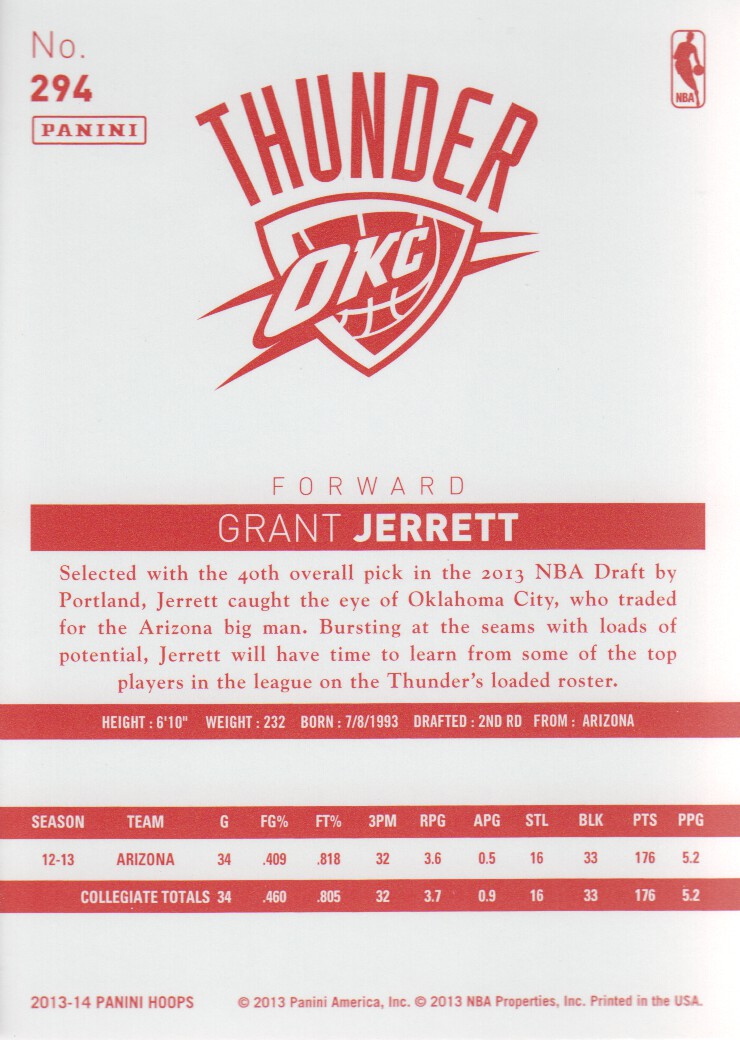 No.
294
PANINI
NBA
THUNDER
OKC
FORWARD
GRANT JERRETT
Selected with the 40th overall pick in the 2013 NBA Draft by
Portland, Jerrett caught the eye of Oklahoma City, who traded
for the Arizona big man. Bursting at the seams with loads of
potential, Jerrett will have time to learn from some of the top
players in the league on the Thunder's loaded roster.
HEIGHT : 6'10" WEIGHT : 232 BORN : 7/8/1993 DRAFTED : 2ND RD FROM : ARIZONA
SEASON TEAM G FG% FT% 3PM RPG APG STL BLK PTS PPG
12-13 ARIZONA 34 .409 .818 32 3.6 0.5 16 33 176 5.2
COLLEGIATE TOTALS 34 .460 .805 32 3.7 0.9 16 33 176 5.2
2013-14 PANINI HOOPS © 2013 Panini America, Inc. © 2013 NBA Properties, Inc. Printed in the USA.